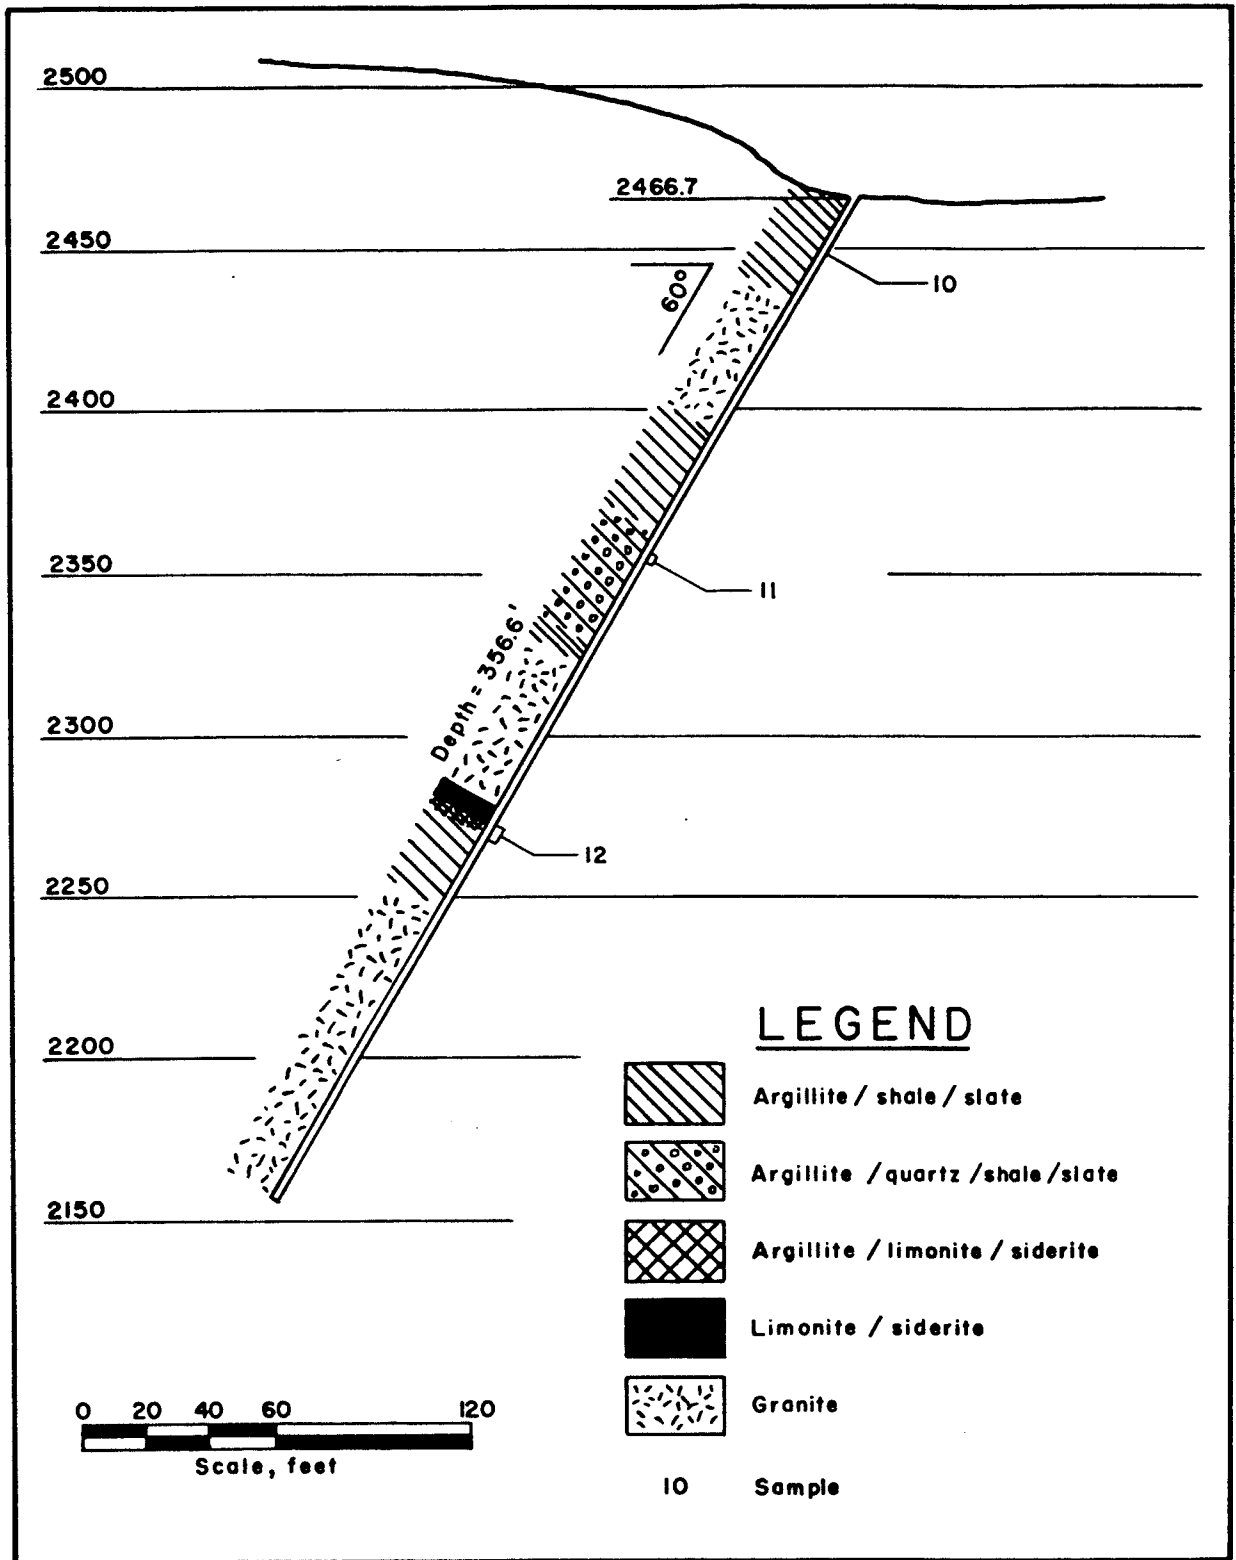 2500
2466.7
2450
10
60°
2400
2350
11
Depth = 356.6'
2300
12
2250
2200
2150
LEGEND
Argillite / shale / slate
Argillite / quartz / shale / slate
Argillite / limonite / siderite
Limonite / siderite
Granite
10 Sample
0 20 40 60 120
Scale, feet